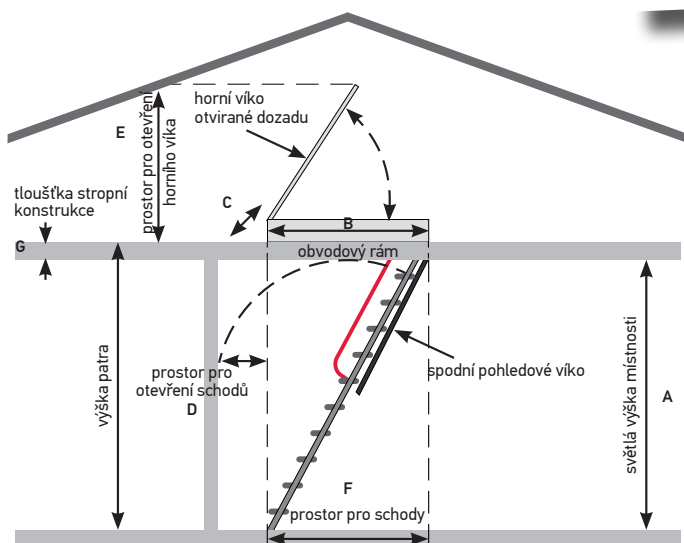 E
prostor pro otevření
horního víka
horní víko
otvirané dozadu
C
tloušťka stropní
konstrukce
G
B
obvodový rám
výška patra
prostor pro
otevření schodů
D
spodní pohledové víko
světlá výška místnosti
A
F
prostor pro schody